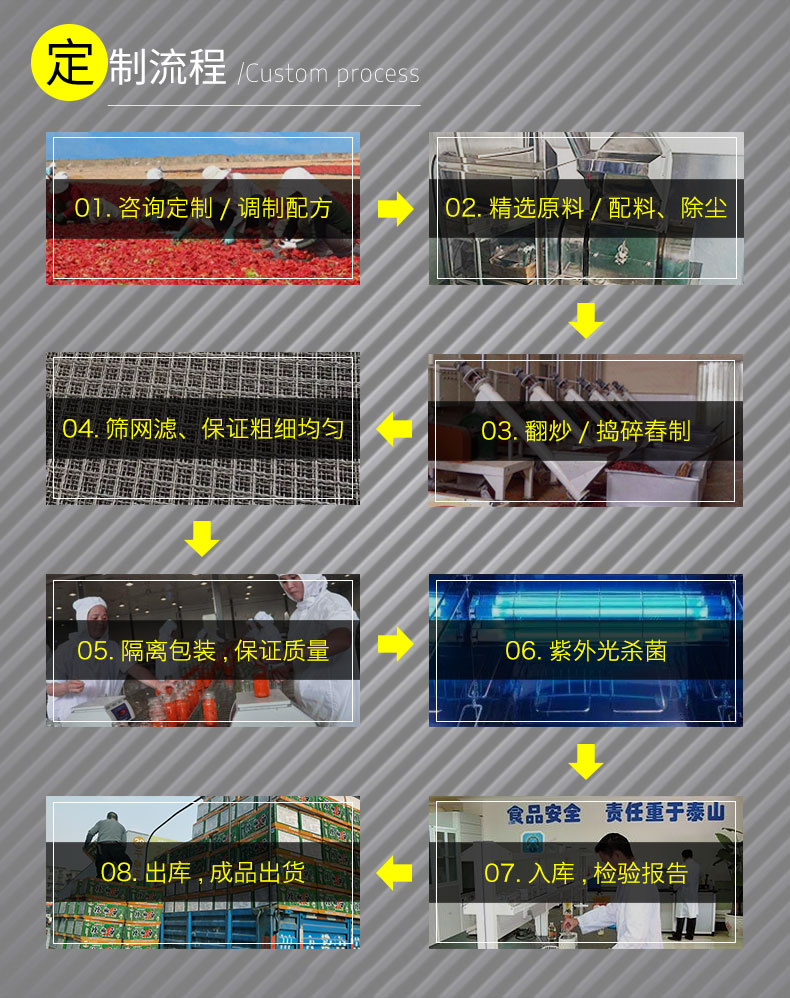 定制流程 /Custom process
01. 咨询定制 / 调制配方
02. 精选原料 / 配料、除尘
04. 筛网滤、保证粗细均匀
03. 翻炒 / 捣碎舂制
05. 隔离包装 , 保证质量
06. 紫外光杀菌
食品安全 责任重于泰山
08. 出库 , 成品出货
07. 入库 , 检验报告